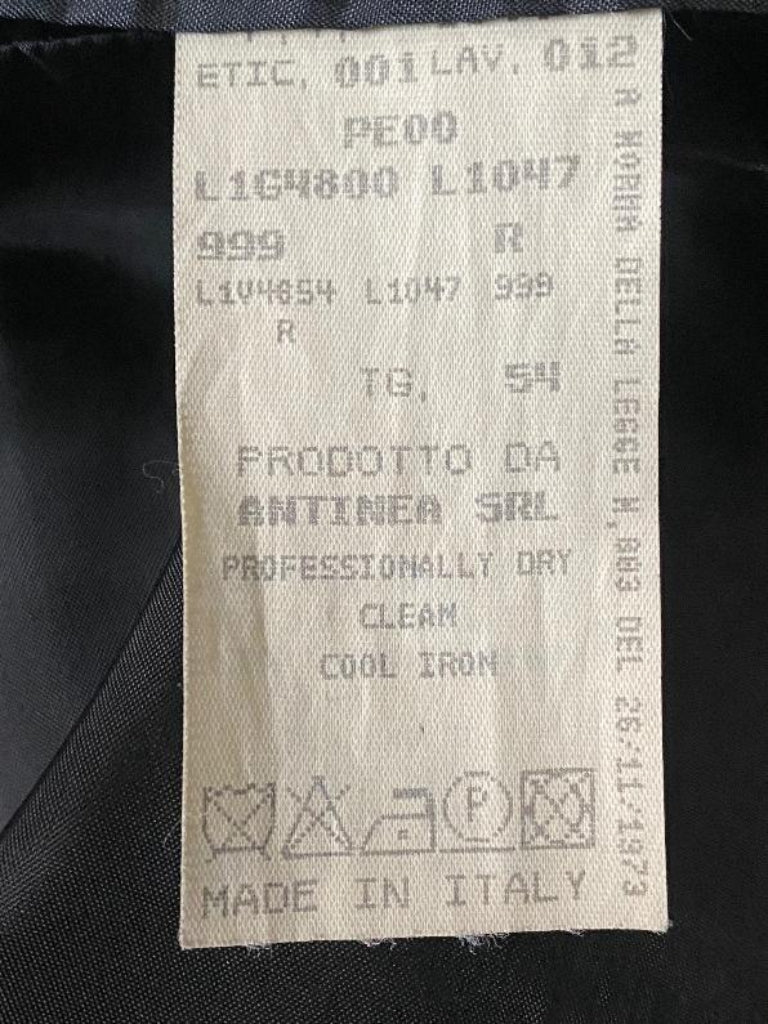 ETIC. 001 LAV. 012
PE00
L1G4800 L1047
999 R
L1V4654 L1047 999
R
TG. 54
PRODOTTO DA
ANTINEA SRL
PROFESSIONALLY DRY
CLEAN
COOL IRON
P
MADE IN ITALY
A NORMA DELLA LEGGE N.883 DEL 26/11/1973